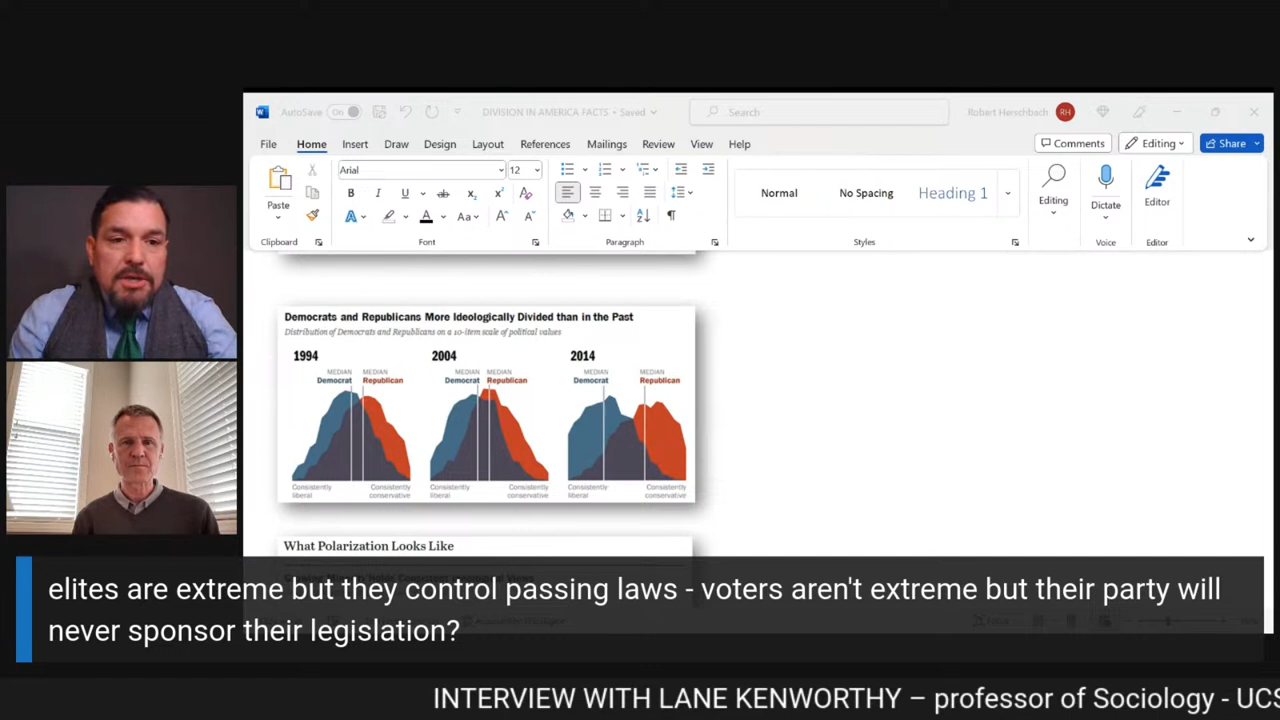 AutoSave On DIVISION IN AMERICA FACTS • Saved Search Robert Herschbach RH
File Home Insert Draw Design Layout References Mailings Review View Help Comments Editing Share
Arial 12
Normal No Spacing Heading 1
Paste
Editing
Dictate
Editor
Clipboard Font Paragraph Styles Voice Editor
Democrats and Republicans More Ideologically Divided than in the Past
Distribution of Democrats and Republicans on a 10-item scale of political values
1994 2004 2014
MEDIAN MEDIAN MEDIAN MEDIAN MEDIAN MEDIAN
Democrat Republican Democrat Republican Democrat Republican
Consistently Consistently Consistently Consistently Consistently Consistently
liberal conservative liberal conservative liberal conservative
What Polarization Looks Like
elites are extreme but they control passing laws - voters aren't extreme but their party will
never sponsor their legislation?
INTERVIEW WITH LANE KENWORTHY – professor of Sociology - UCS